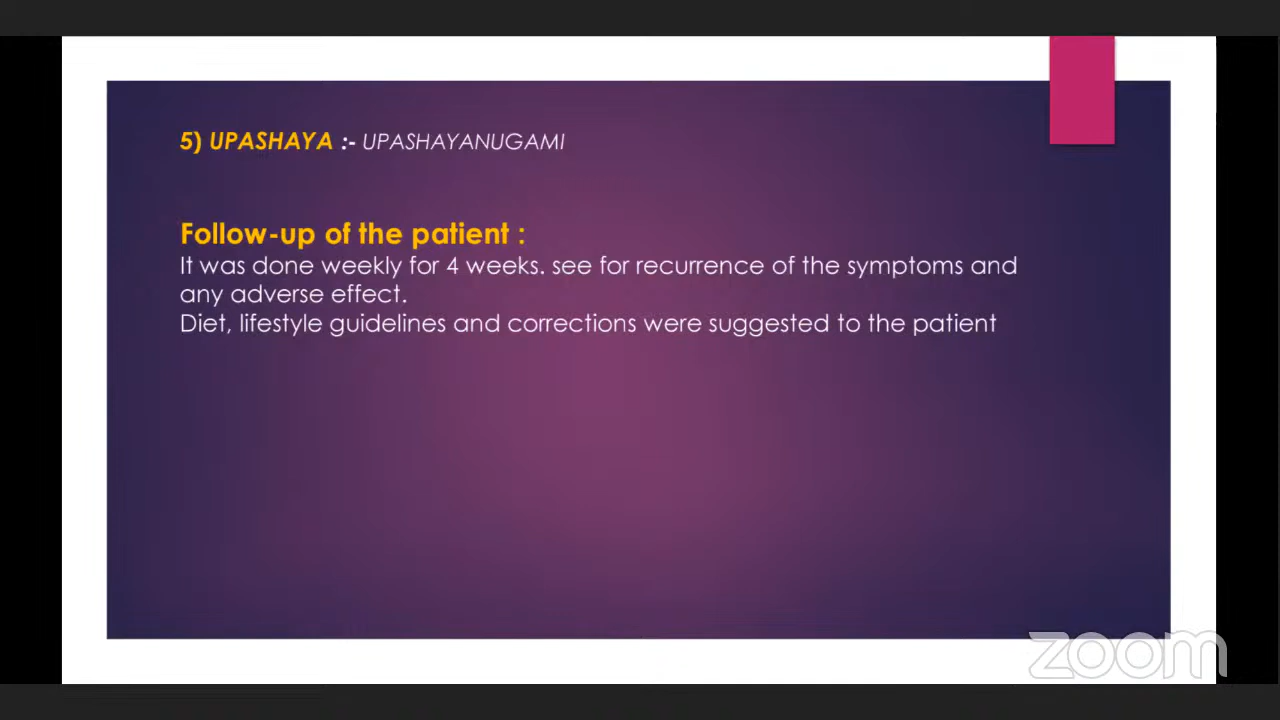 5) UPASHAYA :- UPASHAYANUGAMI
Follow-up of the patient :
It was done weekly for 4 weeks. see for recurrence of the symptoms and
any adverse effect.
Diet, lifestyle guidelines and corrections were suggested to the patient
zoom